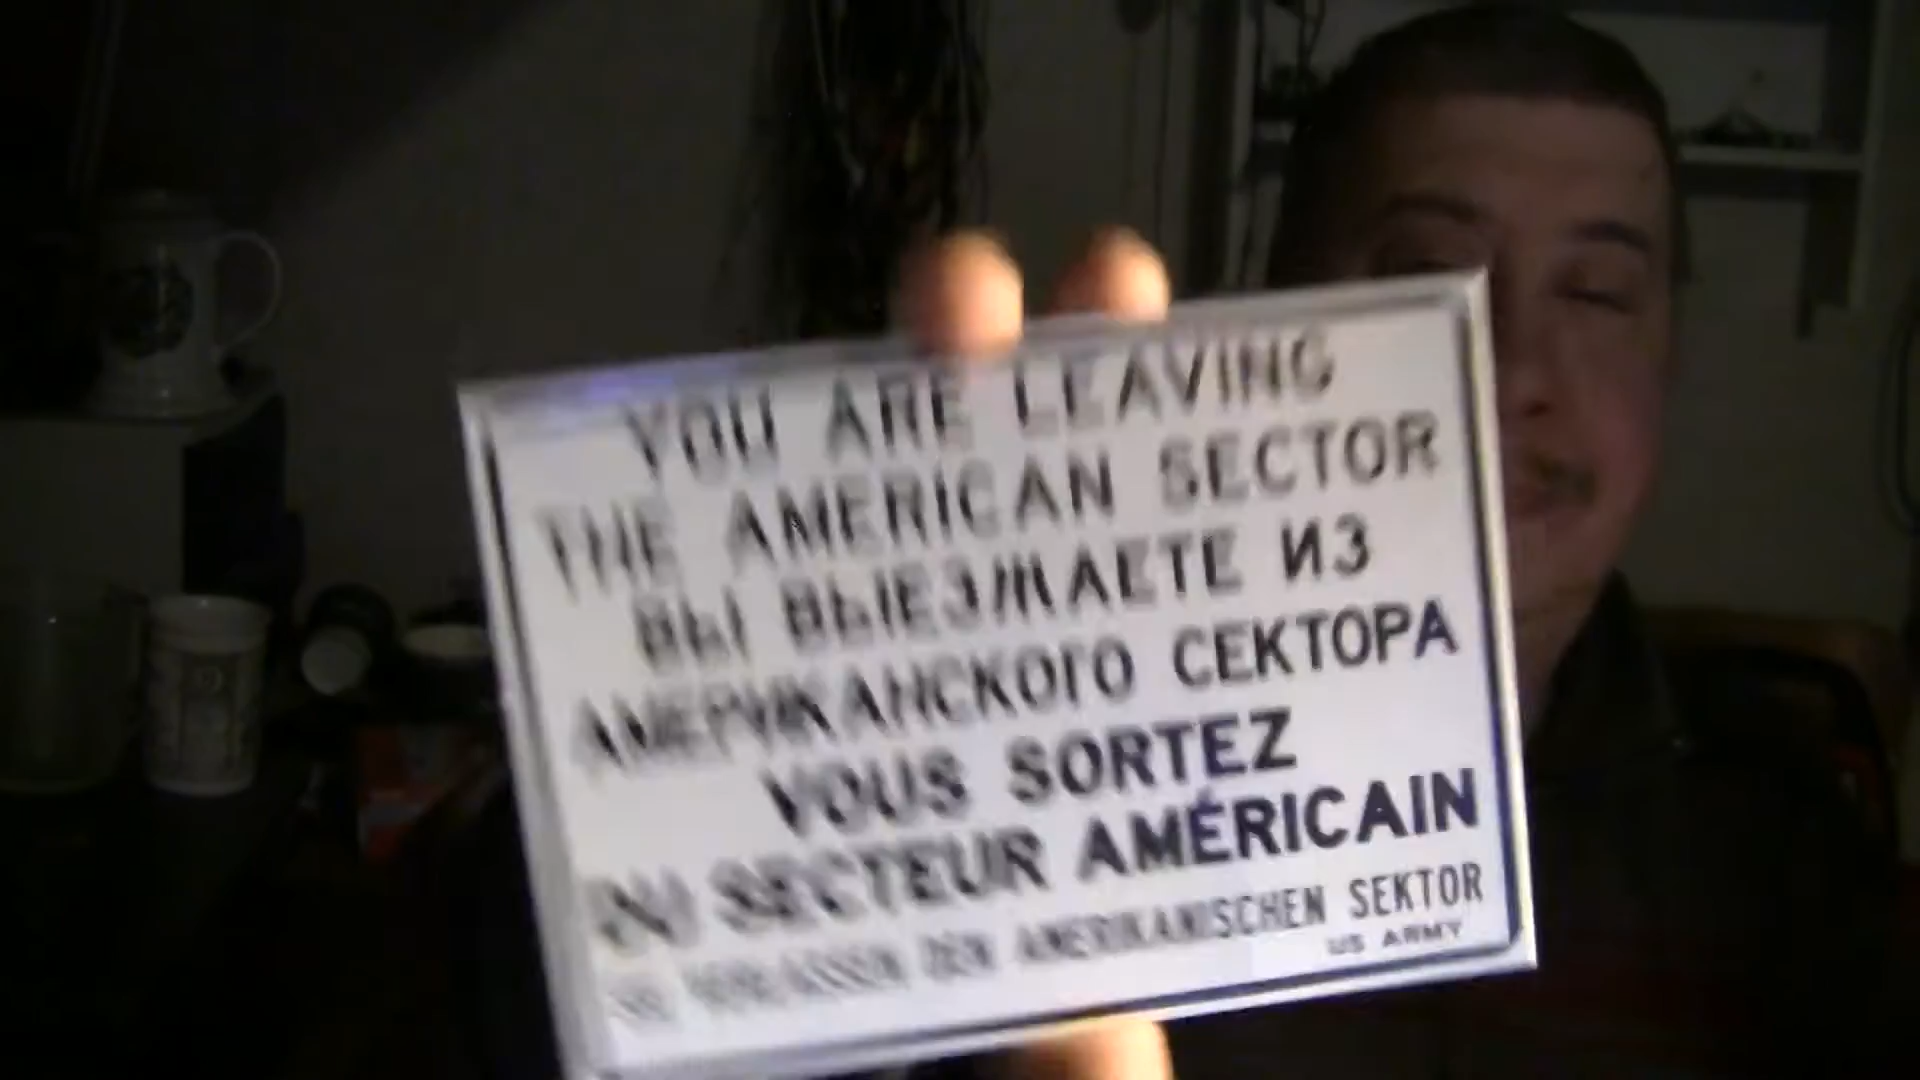 YOU ARE LEAVING
THE AMERICAN SECTOR
ВЫ ВЫЕЗЖАЕТЕ ИЗ
АМЕРИКАНСКОГО СЕКТОРА
VOUS SORTEZ
DU SECTEUR AMÉRICAIN
SIE VERLASSEN DEN AMERIKANISCHEN SEKTOR
US ARMY